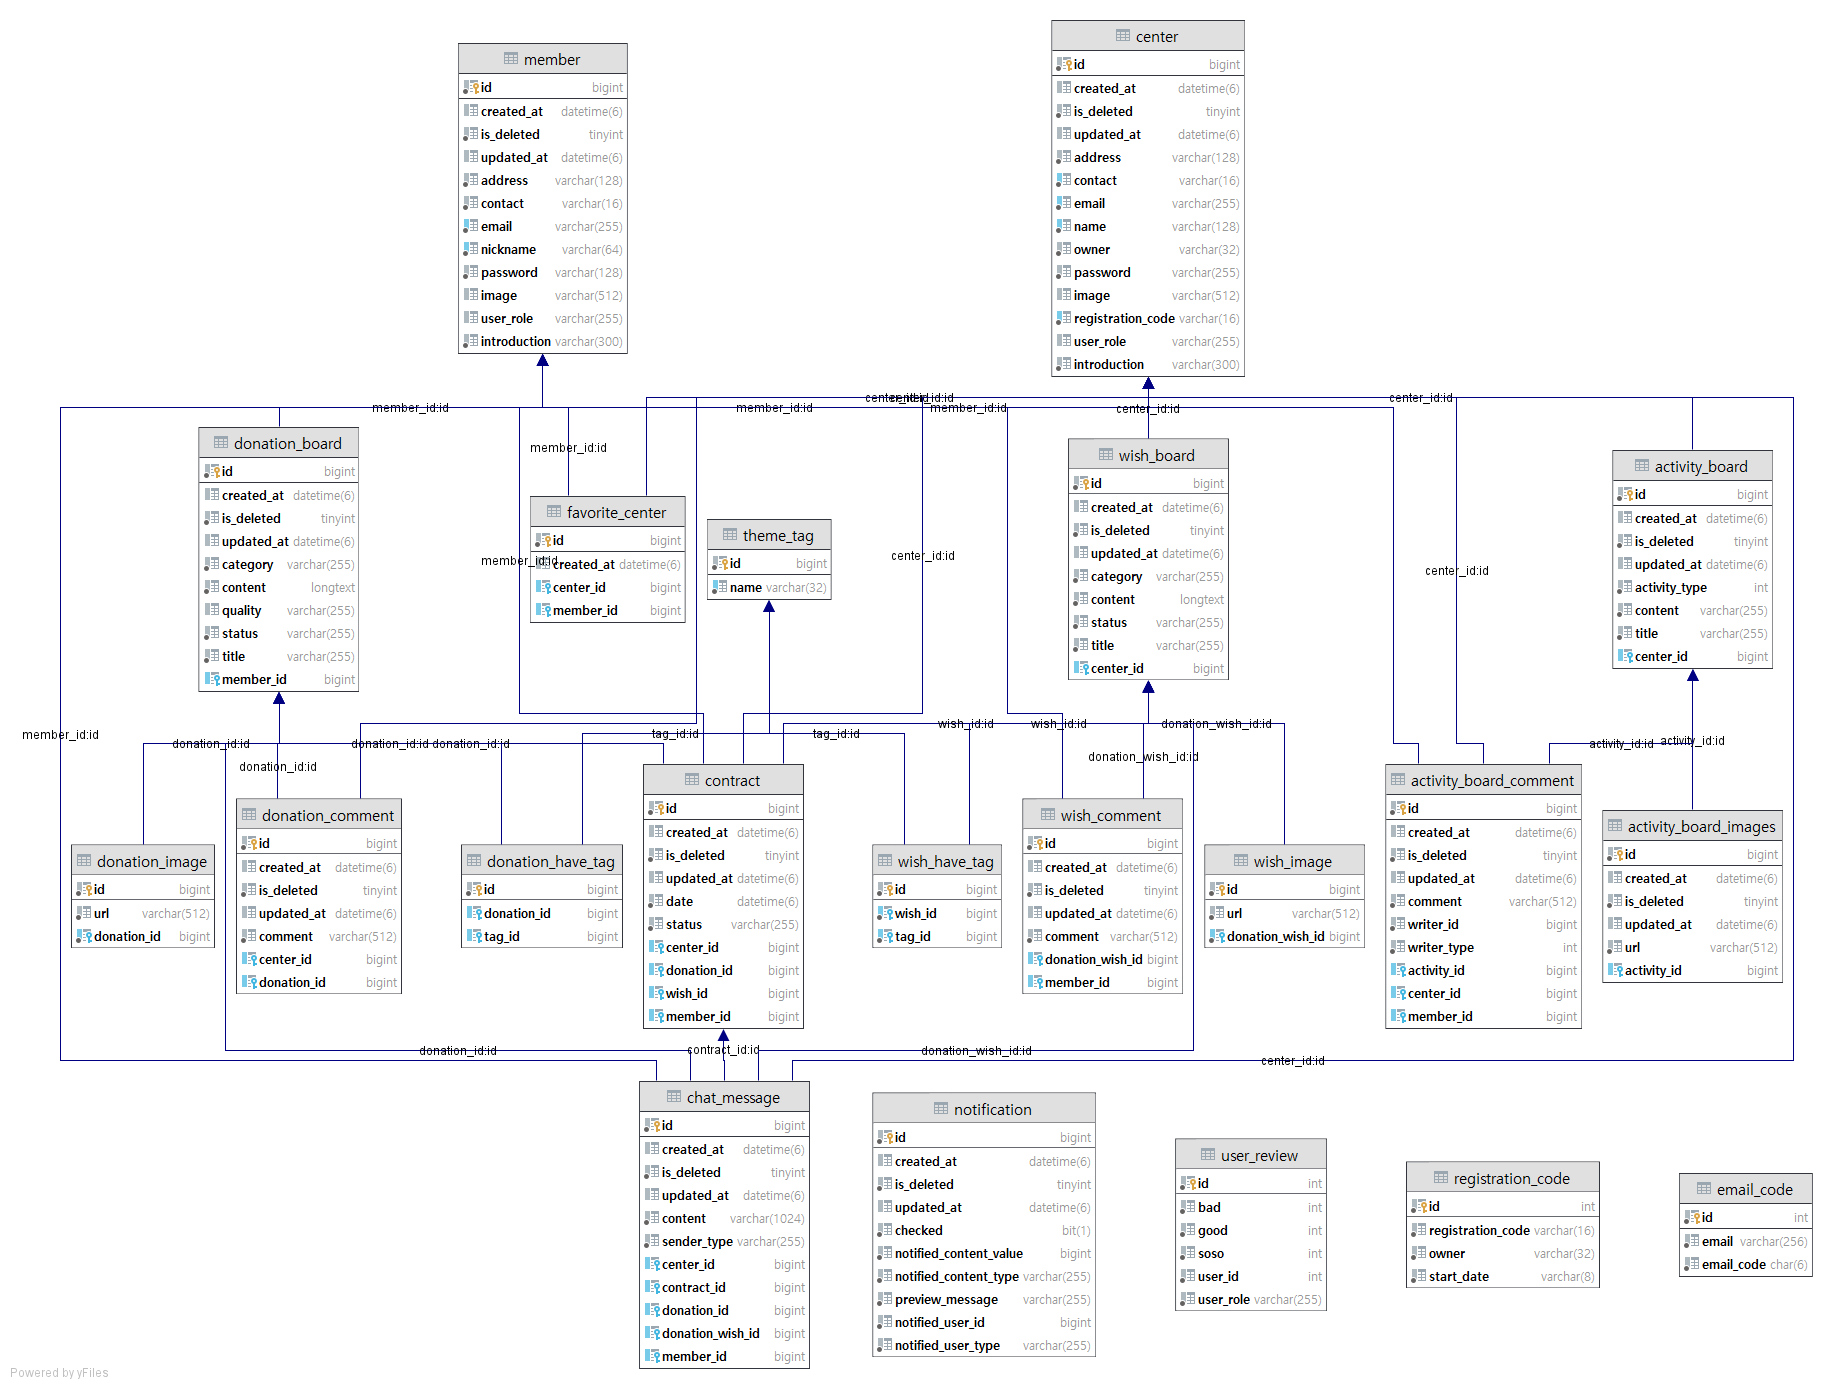 member
id bigint
created_at datetime(6)
is_deleted tinyint
updated_at datetime(6)
address varchar(128)
contact varchar(16)
email varchar(255)
nickname varchar(64)
password varchar(128)
image varchar(512)
user_role varchar(255)
introduction varchar(300)
center
id bigint
created_at datetime(6)
is_deleted tinyint
updated_at datetime(6)
address varchar(128)
contact varchar(16)
email varchar(255)
name varchar(128)
owner varchar(32)
password varchar(255)
image varchar(512)
registration_code varchar(16)
user_role varchar(255)
introduction varchar(300)
member_id:id
member_id:id
center_id:id
center_id:id
member_id:id
center_id:id
center_id:id
member_id:id
donation_board
id bigint
created_at datetime(6)
is_deleted tinyint
updated_at datetime(6)
category varchar(255)
content longtext
quality varchar(255)
status varchar(255)
title varchar(255)
member_id bigint
favorite_center
id bigint
created_at datetime(6)
center_id bigint
member_id bigint
member_id:id
theme_tag
id bigint
name varchar(32)
center_id:id
wish_board
id bigint
created_at datetime(6)
is_deleted tinyint
updated_at datetime(6)
category varchar(255)
content longtext
status varchar(255)
title varchar(255)
center_id bigint
center_id:id
activity_board
id bigint
created_at datetime(6)
is_deleted tinyint
updated_at datetime(6)
activity_type int
content varchar(255)
title varchar(255)
center_id bigint
member_id:id
donation_id:id
donation_id:id
donation_id:id
donation_id:id
tag_id:id
tag_id:id
wish_id:id
wish_id:id
donation_wish_id:id
donation_wish_id:id
activity_id:id
activity_id:id
donation_image
id bigint
url varchar(512)
donation_id bigint
donation_comment
id bigint
created_at datetime(6)
is_deleted tinyint
updated_at datetime(6)
comment varchar(512)
center_id bigint
donation_id bigint
donation_have_tag
id bigint
donation_id bigint
tag_id bigint
contract
id bigint
created_at datetime(6)
is_deleted tinyint
updated_at datetime(6)
date datetime(6)
status varchar(255)
center_id bigint
donation_id bigint
wish_id bigint
member_id bigint
wish_have_tag
id bigint
wish_id bigint
tag_id bigint
wish_comment
id bigint
created_at datetime(6)
is_deleted tinyint
updated_at datetime(6)
comment varchar(512)
donation_wish_id bigint
member_id bigint
wish_image
id bigint
url varchar(512)
donation_wish_id bigint
activity_board_comment
id bigint
created_at datetime(6)
is_deleted tinyint
updated_at datetime(6)
comment varchar(512)
writer_id bigint
writer_type int
activity_id bigint
center_id bigint
member_id bigint
activity_board_images
id bigint
created_at datetime(6)
is_deleted tinyint
updated_at datetime(6)
url varchar(512)
activity_id bigint
donation_id:id
contract_id:id
donation_wish_id:id
center_id:id
chat_message
id bigint
created_at datetime(6)
is_deleted tinyint
updated_at datetime(6)
content varchar(1024)
sender_type varchar(255)
center_id bigint
contract_id bigint
donation_id bigint
donation_wish_id bigint
member_id bigint
notification
id bigint
created_at datetime(6)
is_deleted tinyint
updated_at datetime(6)
checked bit(1)
notified_content_value bigint
notified_content_type varchar(255)
preview_message varchar(255)
notified_user_id bigint
notified_user_type varchar(255)
user_review
id int
bad int
good int
soso int
user_id int
user_role varchar(255)
registration_code
id int
registration_code varchar(16)
owner varchar(32)
start_date varchar(8)
email_code
id int
email varchar(256)
email_code char(6)
Powered by yFiles